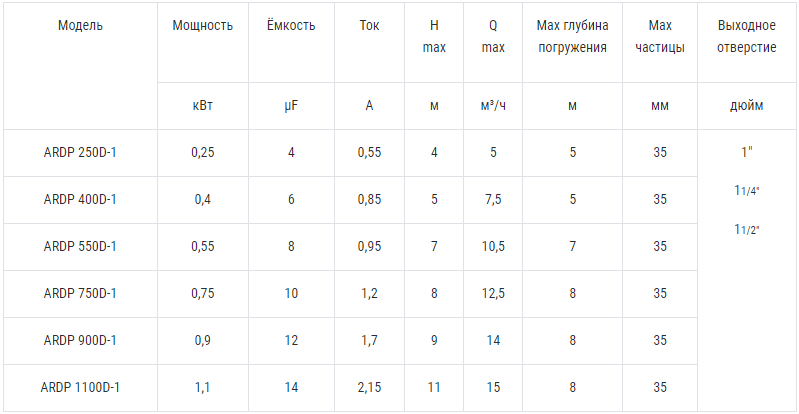 Модель Мощность Ёмкость Ток H max Q max Max глубина погружения Max частицы Выходное отверстие
кВт µF A м м³/ч м мм дюйм
ARDP 250D-1 0,25 4 0,55 4 5 5 35 1"
ARDP 400D-1 0,4 6 0,85 5 7,5 5 35 1 1/4"
ARDP 550D-1 0,55 8 0,95 7 10,5 7 35 1 1/2"
ARDP 750D-1 0,75 10 1,2 8 12,5 8 35
ARDP 900D-1 0,9 12 1,7 9 14 8 35
ARDP 1100D-1 1,1 14 2,15 11 15 8 35